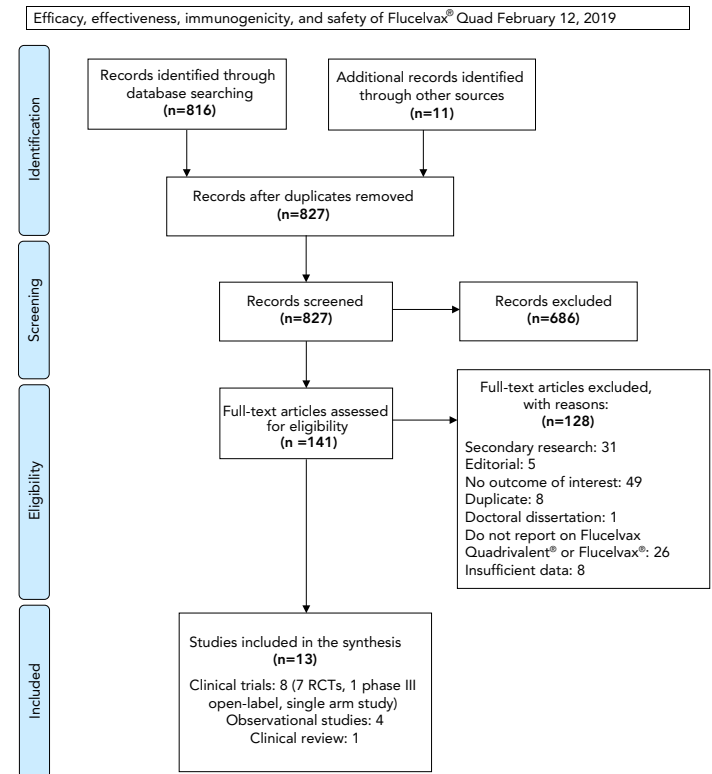 Efficacy, effectiveness, immunogenicity, and safety of Flucelvax® Quad February 12, 2019
Identification
Records identified through
database searching
(n=816)
Additional records identified
through other sources
(n=11)
Records after duplicates removed
(n=827)
Screening
Records screened
(n=827)
Records excluded
(n=686)
Eligibility
Full-text articles assessed
for eligibility
(n =141)
Full-text articles excluded,
with reasons:
(n=128)
Secondary research: 31
Editorial: 5
No outcome of interest: 49
Duplicate: 8
Doctoral dissertation: 1
Do not report on Flucelvax
Quadrivalent® or Flucelvax®: 26
Insufficient data: 8
Included
Studies included in the synthesis
(n=13)
Clinical trials: 8 (7 RCTs, 1 phase III
open-label, single arm study)
Observational studies: 4
Clinical review: 1